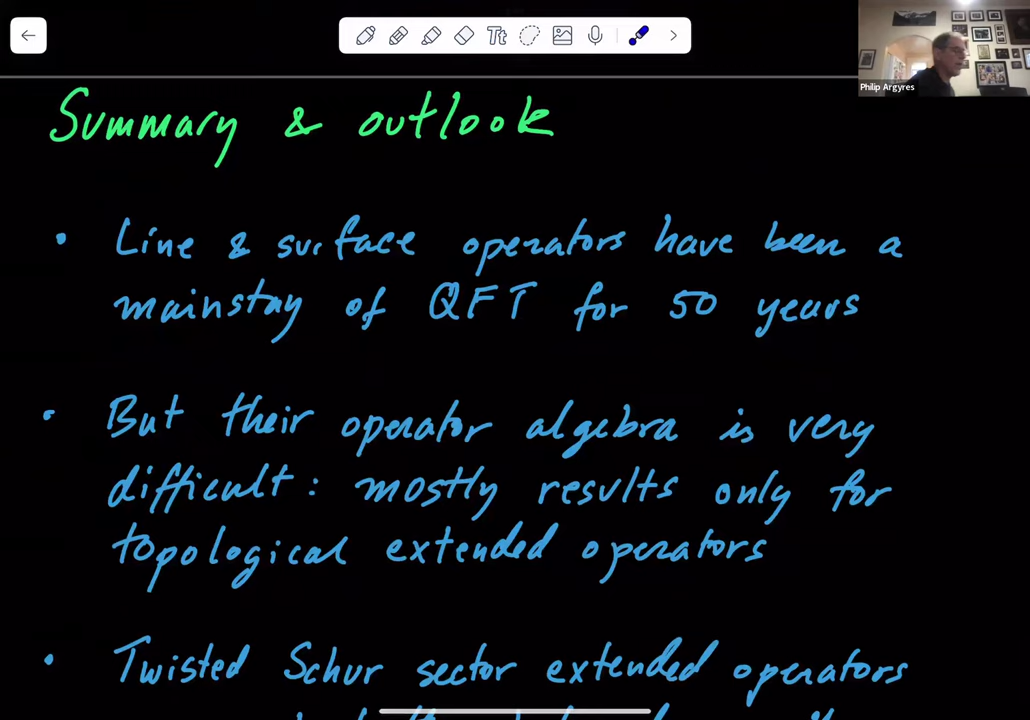 Tt
Philip Argyres
Summary & outlook
• Line & surface operators have been a
mainstay of QFT for 50 years
• But their operator algebra is very
difficult: mostly results only for
topological extended operators
• Twisted Schur sector extended operators